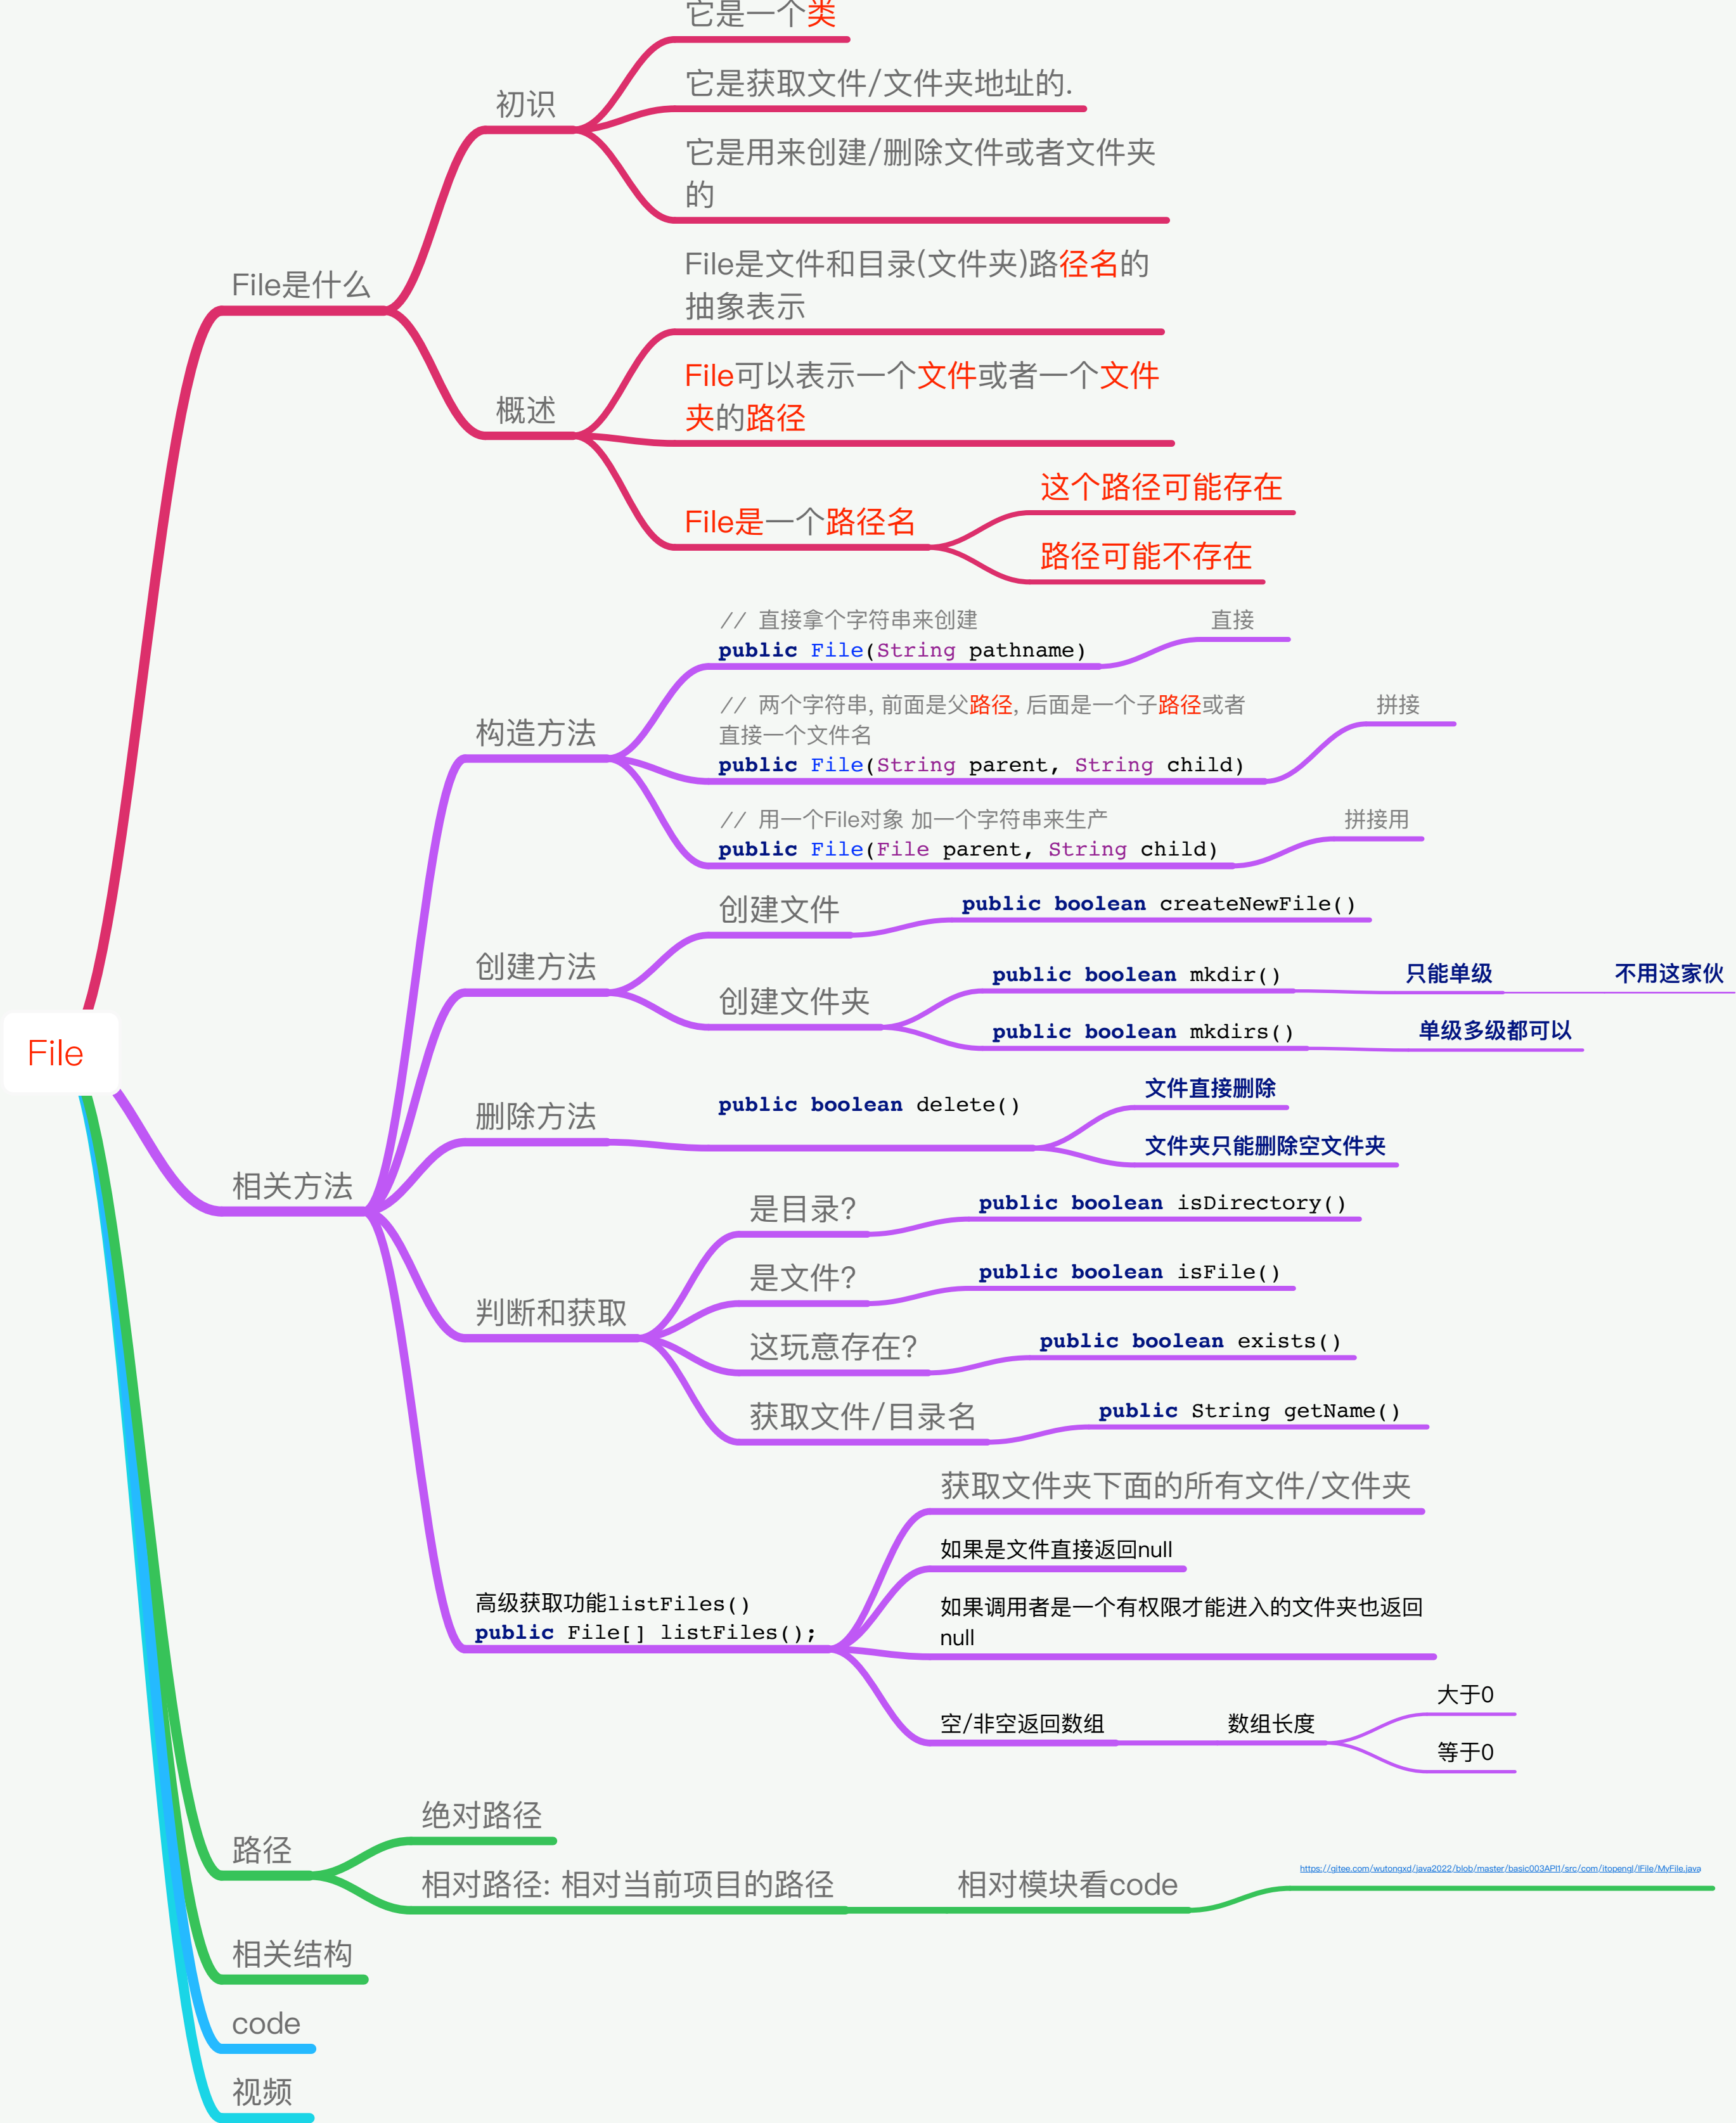 它是一个类
它是获取文件/文件夹地址的.
初识
它是用来创建/删除文件或者文件夹
的
File是什么
File是文件和目录(文件夹)路径名的
抽象表示
概述
File可以表示一个文件或者一个文件
夹的路径
File是一个路径名
这个路径可能存在
路径可能不存在
File
相关方法
构造方法
// 直接拿个字符串来创建
public File(String pathname)
直接
// 两个字符串, 前面是父路径, 后面是一个子路径或者
直接一个文件名
public File(String parent, String child)
拼接
// 用一个File对象 加一个字符串来生产
public File(File parent, String child)
拼接用
创建方法
创建文件
public boolean createNewFile()
创建文件夹
public boolean mkdir()
只能单级
不用这家伙
public boolean mkdirs()
单级多级都可以
删除方法
public boolean delete()
文件直接删除
文件夹只能删除空文件夹
判断和获取
是目录?
public boolean isDirectory()
是文件?
public boolean isFile()
这玩意存在?
public boolean exists()
获取文件/目录名
public String getName()
高级获取功能listFiles()
public File[] listFiles();
获取文件夹下面的所有文件/文件夹
如果是文件直接返回null
如果调用者是一个有权限才能进入的文件夹也返回
null
空/非空返回数组
数组长度
大于0
等于0
路径
绝对路径
相对路径: 相对当前项目的路径
相对模块看code
https://gitee.com/wutongxd/java2022/blob/master/basic003API1/src/com/itopengl/IFile/MyFile.java
相关结构
code
视频